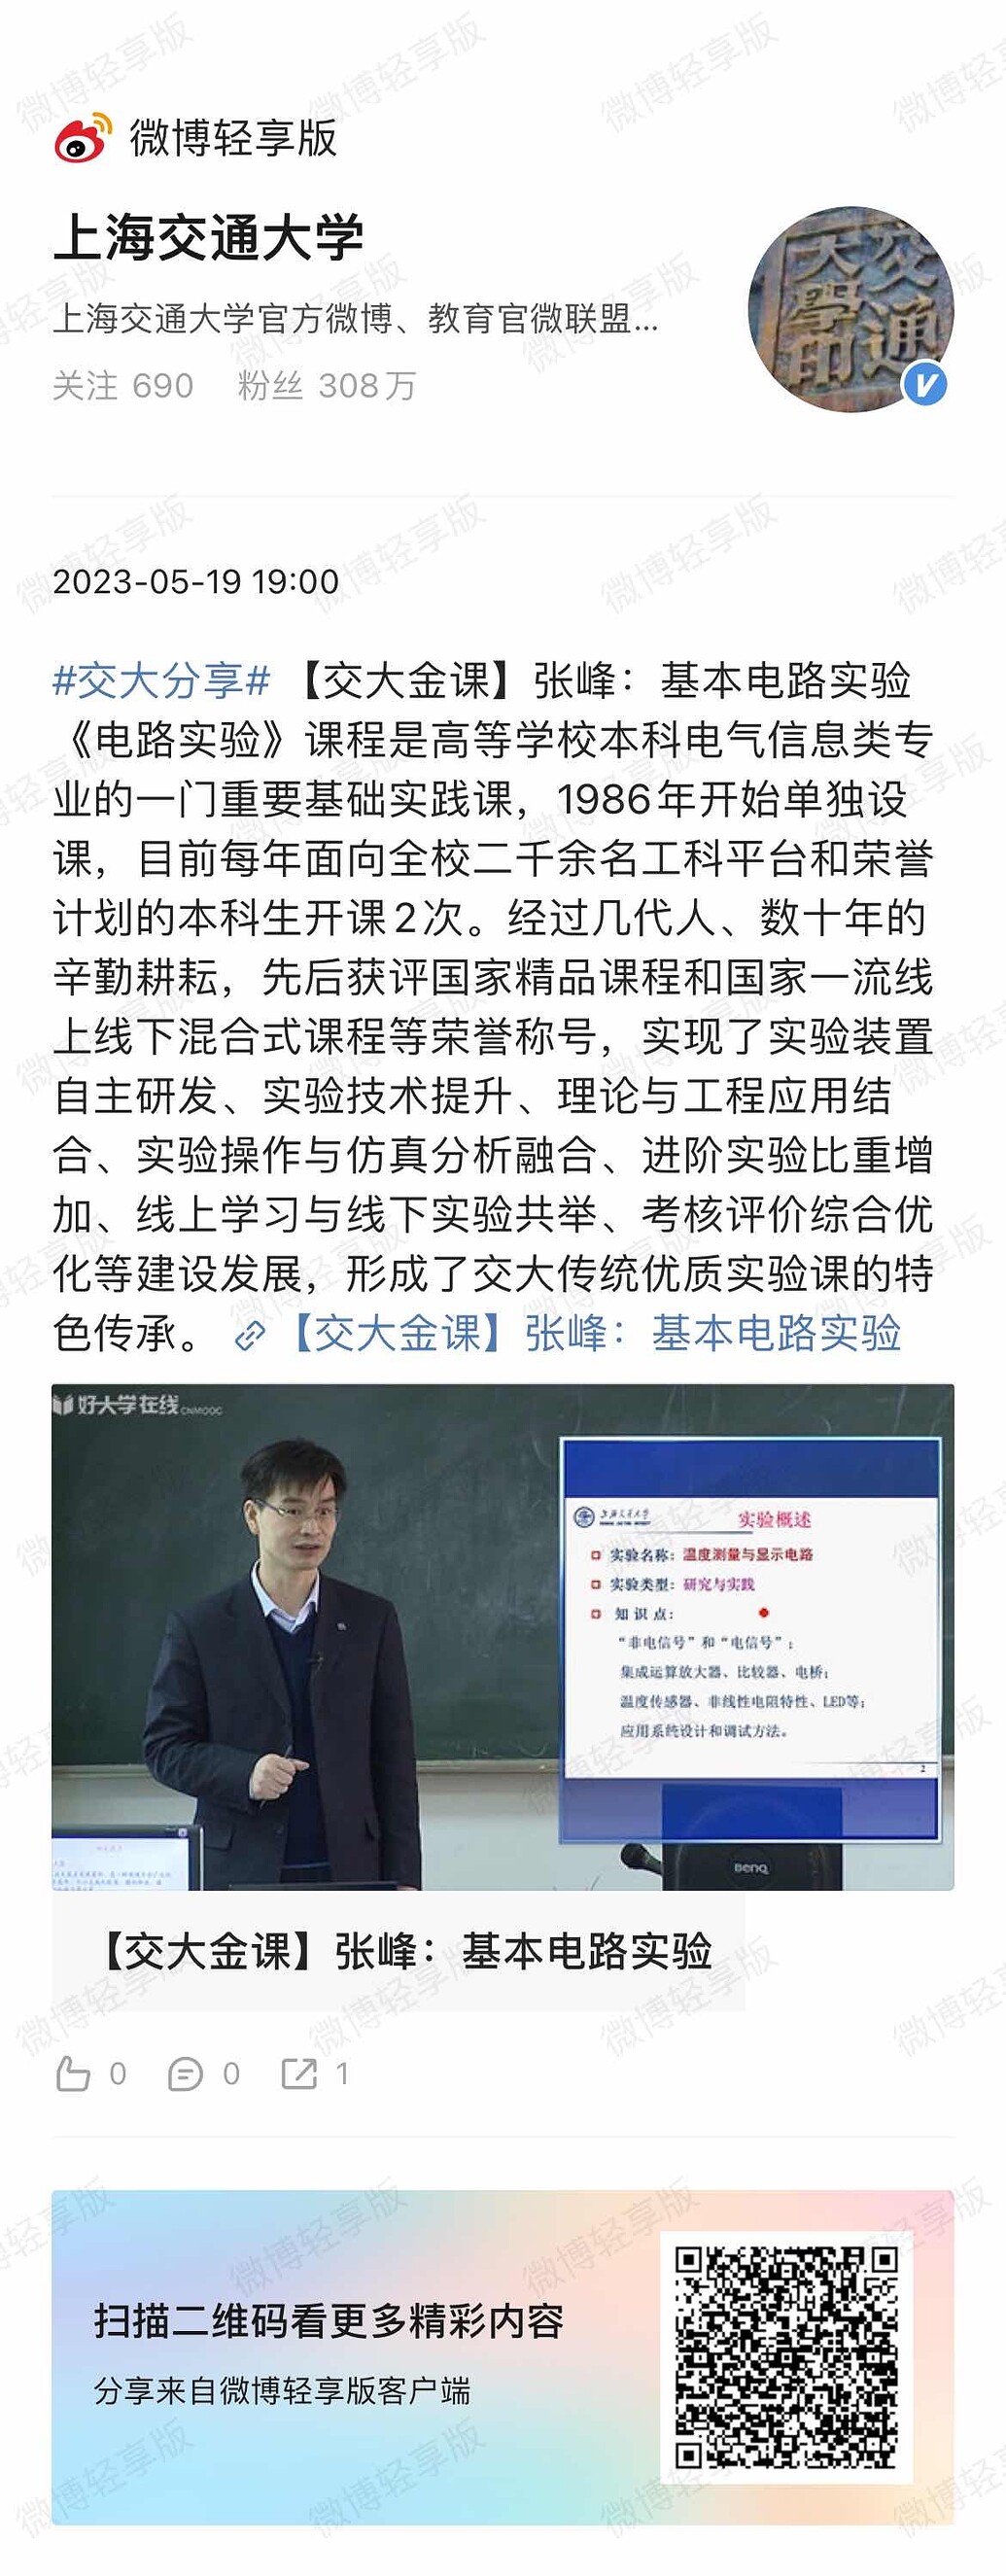 微博轻享版
上海交通大学
上海交通大学官方微博、教育官微联盟...
关注 690 粉丝 308万
大 交
學 通
印
2023-05-19 19:00
#交大分享# 【交大金课】张峰：基本电路实验
《电路实验》课程是高等学校本科电气信息类专
业的一门重要基础实践课，1986年开始单独设
课，目前每年面向全校二千余名工科平台和荣誉
计划的本科生开课2次。经过几代人、数十年的
辛勤耕耘，先后获评国家精品课程和国家一流线
上线下混合式课程等荣誉称号，实现了实验装置
自主研发、实验技术提升、理论与工程应用结
合、实验操作与仿真分析融合、进阶实验比重增
加、线上学习与线下实验共举、考核评价综合优
化等建设发展，形成了交大传统优质实验课的特
色传承。 【交大金课】张峰：基本电路实验
好大学在线 CNMOOC
上海交通大学
实验概述
实验名称：温度测量与显示电路
实验类型：研究与实践
知 识 点：
“非电信号”和“电信号”；
集成运算放大器、比较器、电桥；
温度传感器、非线性电阻特性、LED等；
应用系统设计和调试方法。
2
BenQ
【交大金课】张峰：基本电路实验
0 0 1
扫描二维码看更多精彩内容
分享来自微博轻享版客户端